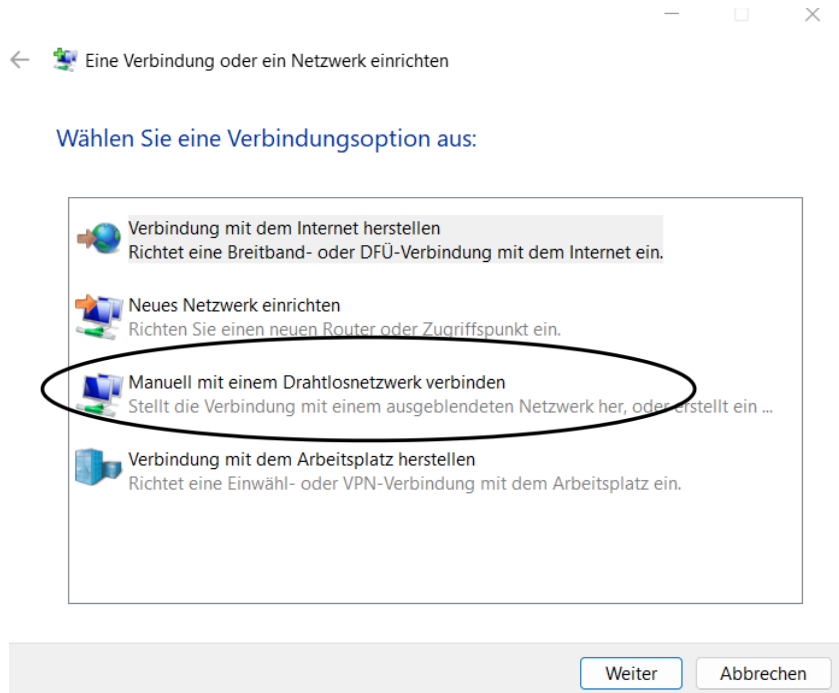 Eine Verbindung oder ein Netzwerk einrichten
Wählen Sie eine Verbindungsoption aus:
Verbindung mit dem Internet herstellen
Richtet eine Breitband- oder DFÜ-Verbindung mit dem Internet ein.
Neues Netzwerk einrichten
Richten Sie einen neuen Router oder Zugriffspunkt ein.
Manuell mit einem Drahtlosnetzwerk verbinden
Stellt die Verbindung mit einem ausgeblendeten Netzwerk her, oder erstellt ein ...
Verbindung mit dem Arbeitsplatz herstellen
Richtet eine Einwähl- oder VPN-Verbindung mit dem Arbeitsplatz ein.
Weiter Abbrechen